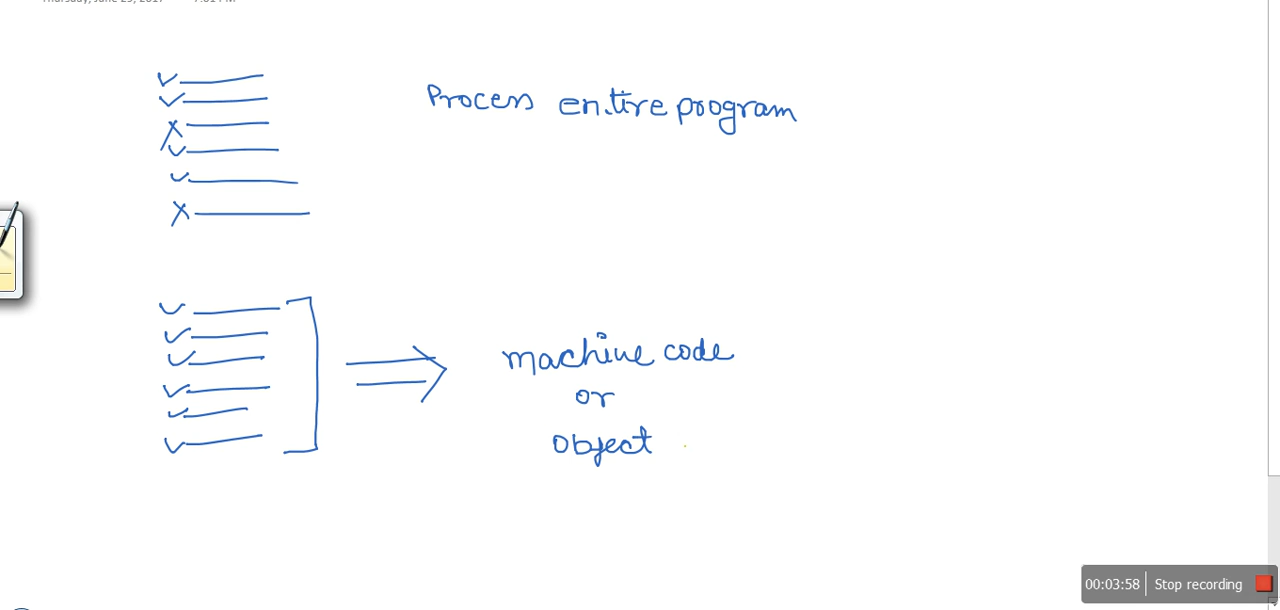 Process entire program
machine code
or
object
00:03:58 Stop recording